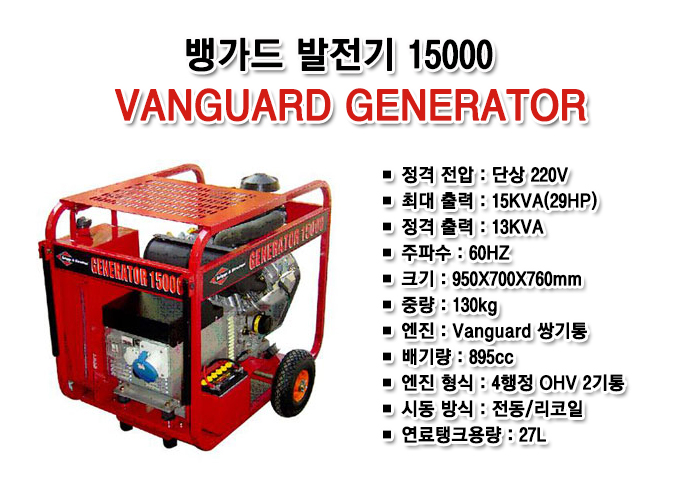 뱅가드 발전기 15000
VANGUARD GENERATOR
■ 정격 전압 : 단상 220V
■ 최대 출력 : 15KVA(29HP)
■ 정격 출력 : 13KVA
■ 주파수 : 60HZ
■ 크기 : 950X700X760mm
■ 중량 : 130kg
■ 엔진 : Vanguard 쌍기통
■ 배기량 : 895cc
■ 엔진 형식 : 4행정 OHV 2기통
■ 시동 방식 : 전동/리코일
■ 연료탱크용량 : 27L
GENERATOR 15000
GENERATOR 15000